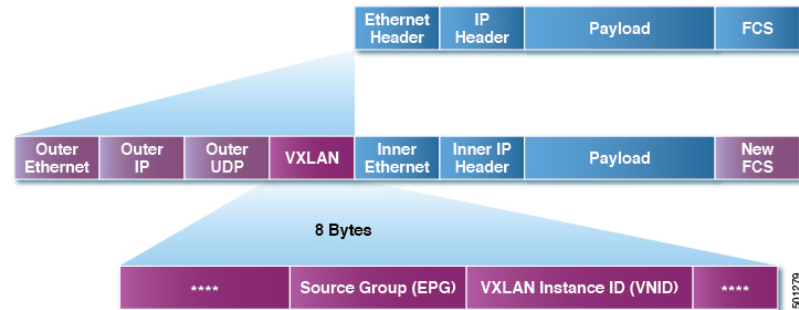 Ethernet Header
IP Header
Payload
FCS
Outer Ethernet
Outer IP
Outer UDP
VXLAN
Inner Ethernet
Inner IP Header
Payload
New FCS
8 Bytes
****
Source Group (EPG)
VXLAN Instance ID (VNID)
****
501279